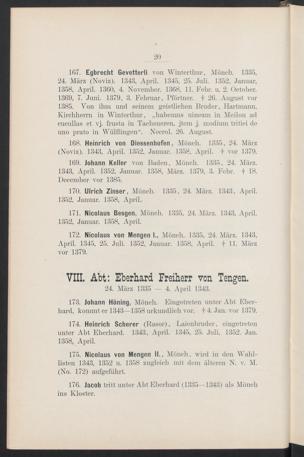 20
167. Egbrecht Gevetterli von Winterthur, Mönch. 1335,
24. März (Noviz). 1343, April. 1345, 25. Juli. 1352, Januar,
1358, April. 1360, 4. November. 1368, 11. Febr. u. 2. October.
1369, 7. Juni. 1379, 3. Februar, Pförtner. † 26. August vor
1385. Von ihm und seinem geistlichen Bruder, Hartmann,
Kirchherrn in Winterthur, „habemus nimeum in Meilon ad
cucullas et vj. frusta in Tachsneren, jtem j. modium tritici de
uno prato in Wülflingen“. Necrol. 26. August.
168. Heinrich von Diessenhofen, Mönch. 1335, 24. März
(Noviz). 1343, April. 1352, Januar. 1358, April. † vor 1379.
169. Johann Keller von Baden, Mönch. 1335, 24. März.
1343, April. 1352, Januar. 1358, März. 1379, 3. Febr. † 18.
December vor 1385.
170. Ulrich Zinser, Mönch. 1335, 24. März. 1343, April.
1352, Januar. 1358, April.
171. Nicolaus Besgen, Mönch. 1335, 24. März. 1343, April.
1352, Januar. 1358, April.
172. Nicolaus von Mengen I., Mönch. 1335, 24. März. 1343,
April. 1345, 25. Juli. 1352, Januar. 1358, April. † 11. März
vor 1379.
VIII. Abt: Eberhard Freiherr von Tengen.
24. März 1335 — 4. April 1343.
173. Johann Höning, Mönch. Eingetreten unter Abt Eber-
hard, kommt er 1343—1358 urkundlich vor. † 4. Jan. vor 1379.
174. Heinrich Scherer (Rasor), Laienbruder, eingetreten
unter Abt Eberhard. 1343, April. 1345, 25. Juli. 1352, Jan.
1358, April.
175. Nicolaus von Mengen II., Mönch, wird in den Wahl-
listen 1343, 1352 u. 1358 zugleich mit dem älteren N. v. M.
(No. 172) aufgeführt.
176. Jacob tritt unter Abt Eberhard (1335—1343) als Mönch
ins Kloster.